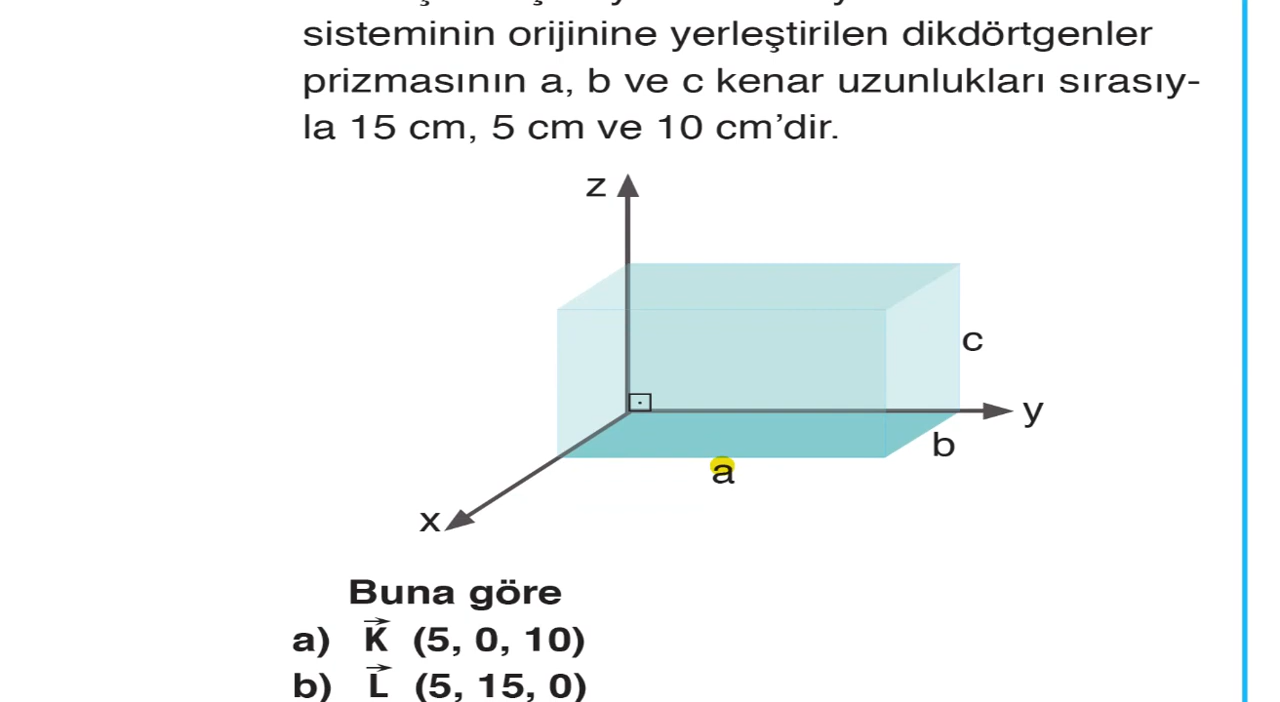 sisteminin orijinine yerleştirilen dikdörtgenler
prizmasının a, b ve c kenar uzunlukları sırasıy-
la 15 cm, 5 cm ve 10 cm’dir.
z
c
y
b
a
x
Buna göre
a) K⃗ (5, 0, 10)
b) L⃗ (5, 15, 0)